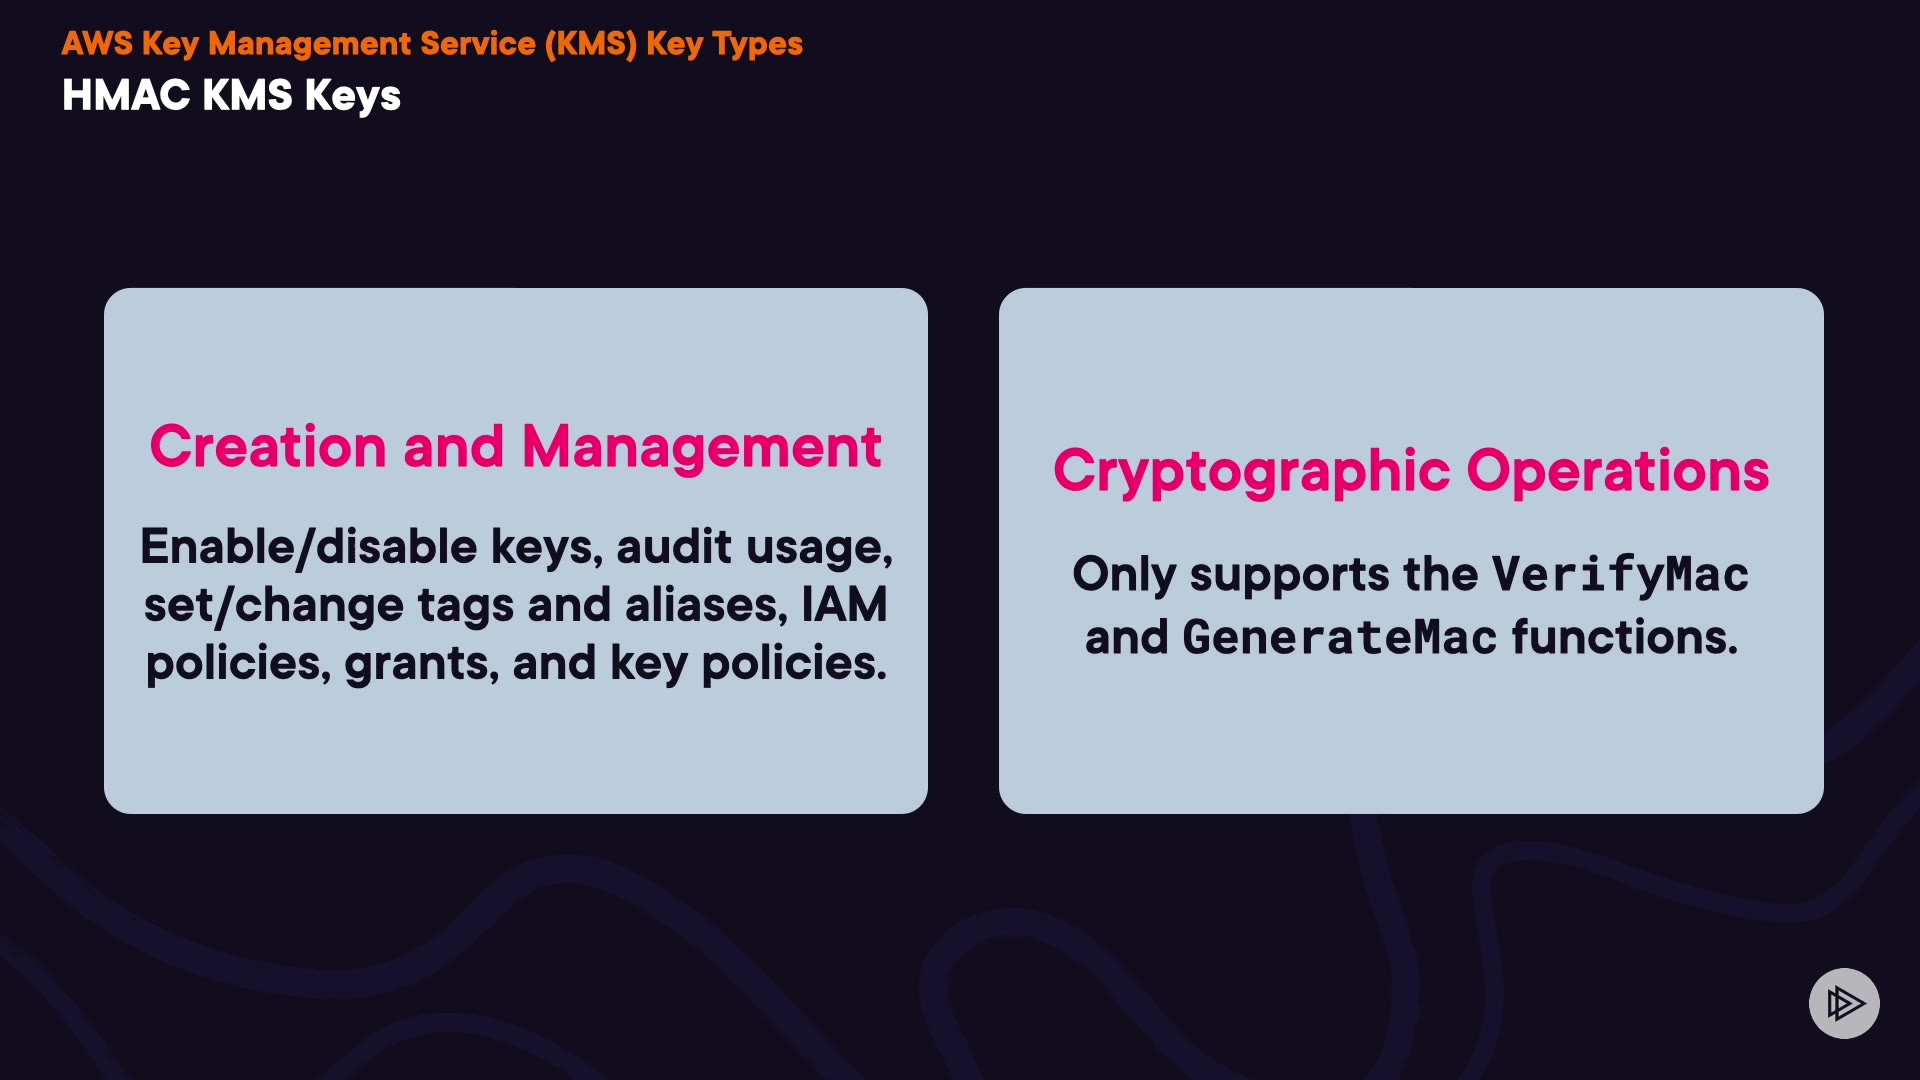 AWS Key Management Service (KMS) Key Types
HMAC KMS Keys
Creation and Management
Enable/disable keys, audit usage,
set/change tags and aliases, IAM
policies, grants, and key policies.
Cryptographic Operations
Only supports the VerifyMac
and GenerateMac functions.